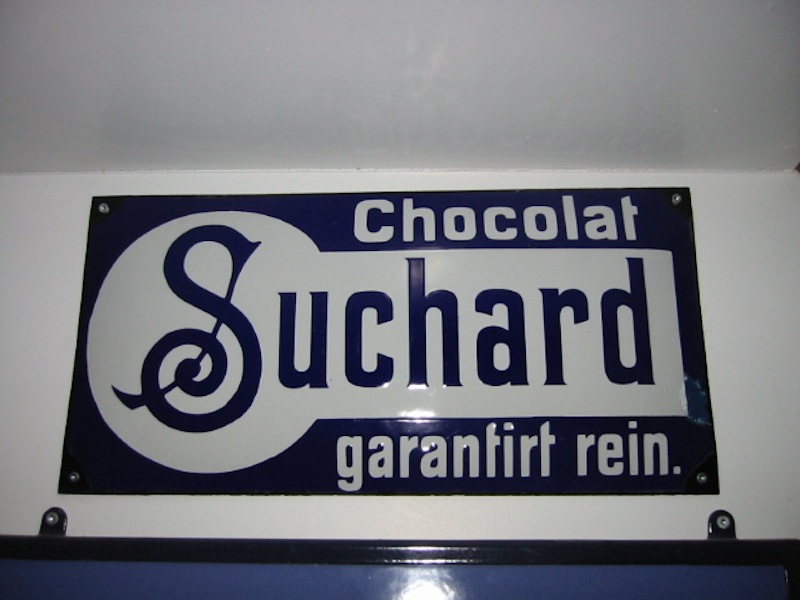 Chocolat
Suchard
garantirt rein.